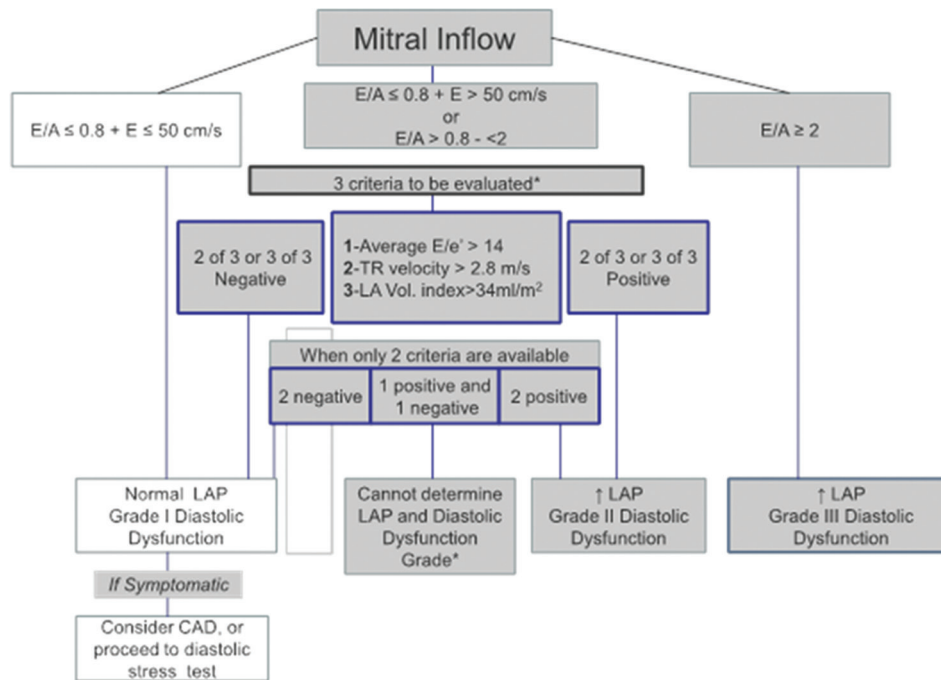 Mitral Inflow
E/A ≤ 0.8 + E ≤ 50 cm/s
E/A ≤ 0.8 + E > 50 cm/s
or
E/A > 0.8 - <2
E/A ≥ 2
3 criteria to be evaluated*
2 of 3 or 3 of 3
Negative
1-Average E/e' > 14
2-TR velocity > 2.8 m/s
3-LA Vol. index>34ml/m²
2 of 3 or 3 of 3
Positive
When only 2 criteria are available
2 negative
1 positive and
1 negative
2 positive
Normal LAP
Grade I Diastolic
Dysfunction
Cannot determine
LAP and Diastolic
Dysfunction
Grade*
↑ LAP
Grade II Diastolic
Dysfunction
↑ LAP
Grade III Diastolic
Dysfunction
If Symptomatic
Consider CAD, or
proceed to diastolic
stress test